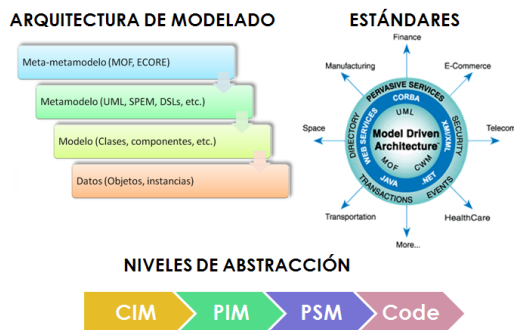 ARQUITECTURA DE MODELADO
Meta-metamodelo (MOF, ECORE)
Metamodelo (UML, SPEM, DSLs, etc.)
Modelo (Clases, componentes, etc.)
Datos (Objetos, instancias)
ESTÁNDARES
Finance
Manufacturing
E-Commerce
Space
Telecom
Transportation
HealthCare
More...
PERVASIVE SERVICES
DIRECTORY
SECURITY
TRANSACTIONS
EVENTS
CORBA
WEB SERVICES
XMI/XML
JAVA
.NET
UML
Model Driven
Architecture
MOF
CWM
NIVELES DE ABSTRACCIÓN
CIM
PIM
PSM
Code